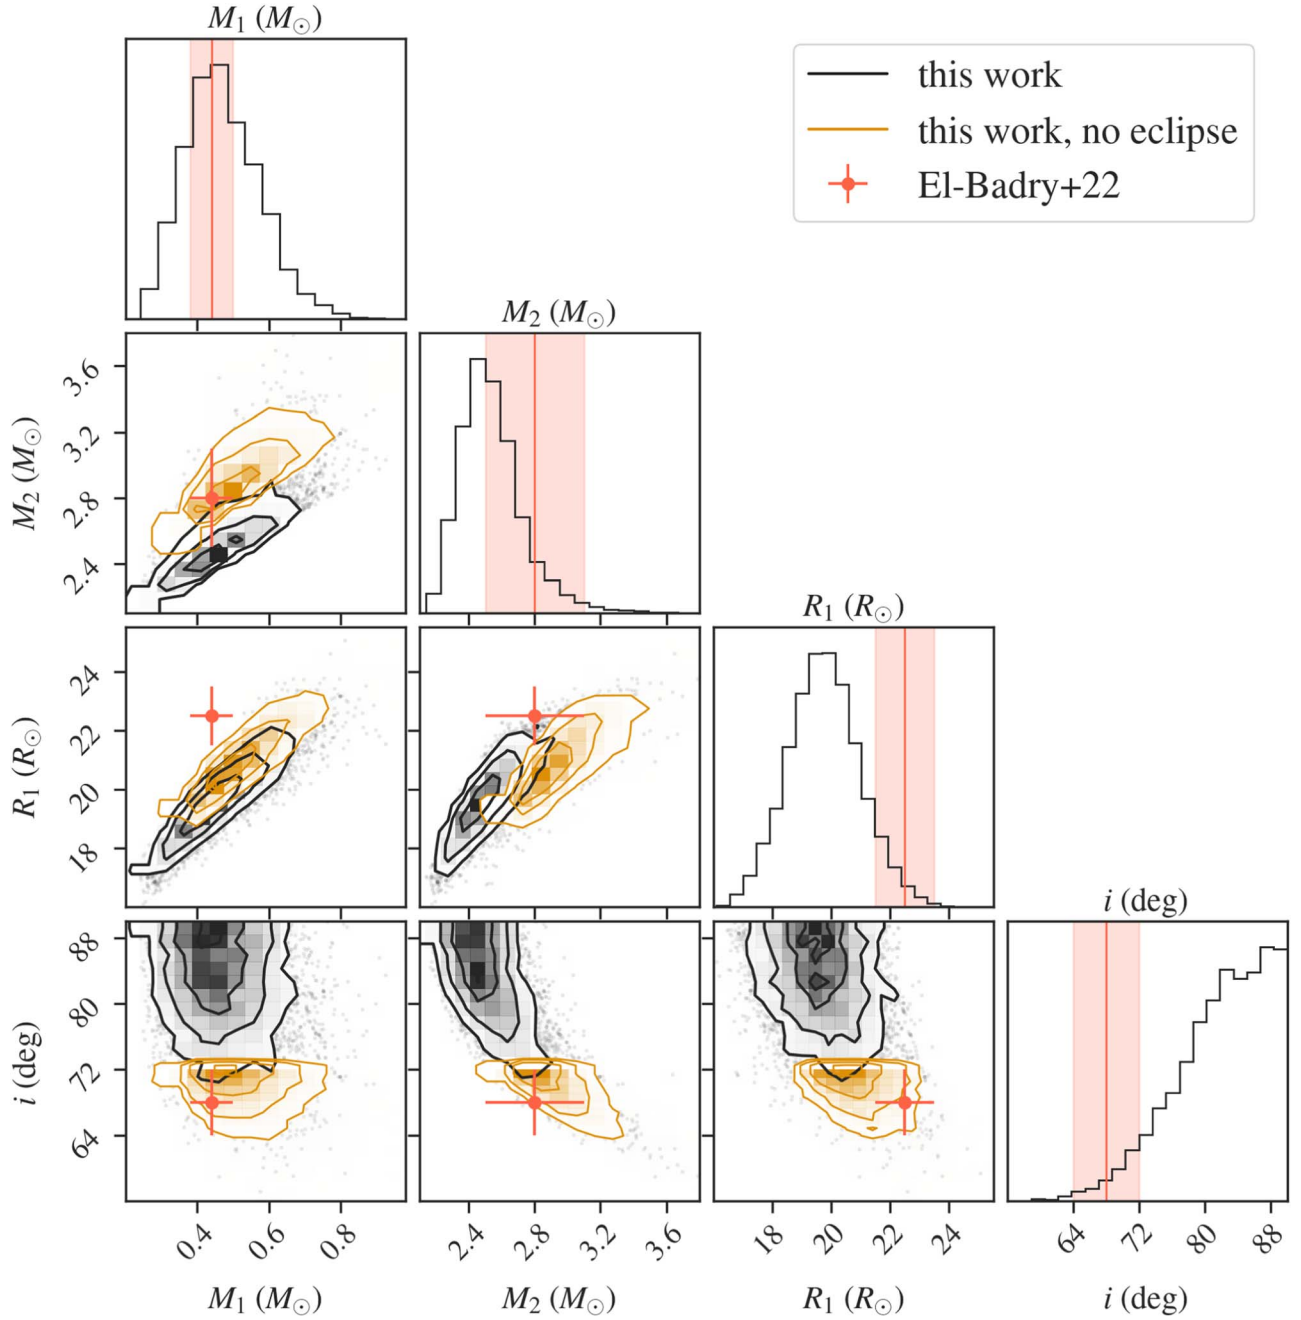 M₁ (M☉)
this work
this work, no eclipse
El-Badry+22
M₂ (M☉)
M₂ (M☉)
3.6
3.2
2.8
2.4
R₁ (R☉)
R₁ (R☉)
24
22
20
18
i (deg)
i (deg)
88
80
72
64
0.4 0.6 0.8 2.4 2.8 3.2 3.6 18 20 22 24 64 72 80 88
M₁ (M☉) M₂ (M☉) R₁ (R☉) i (deg)